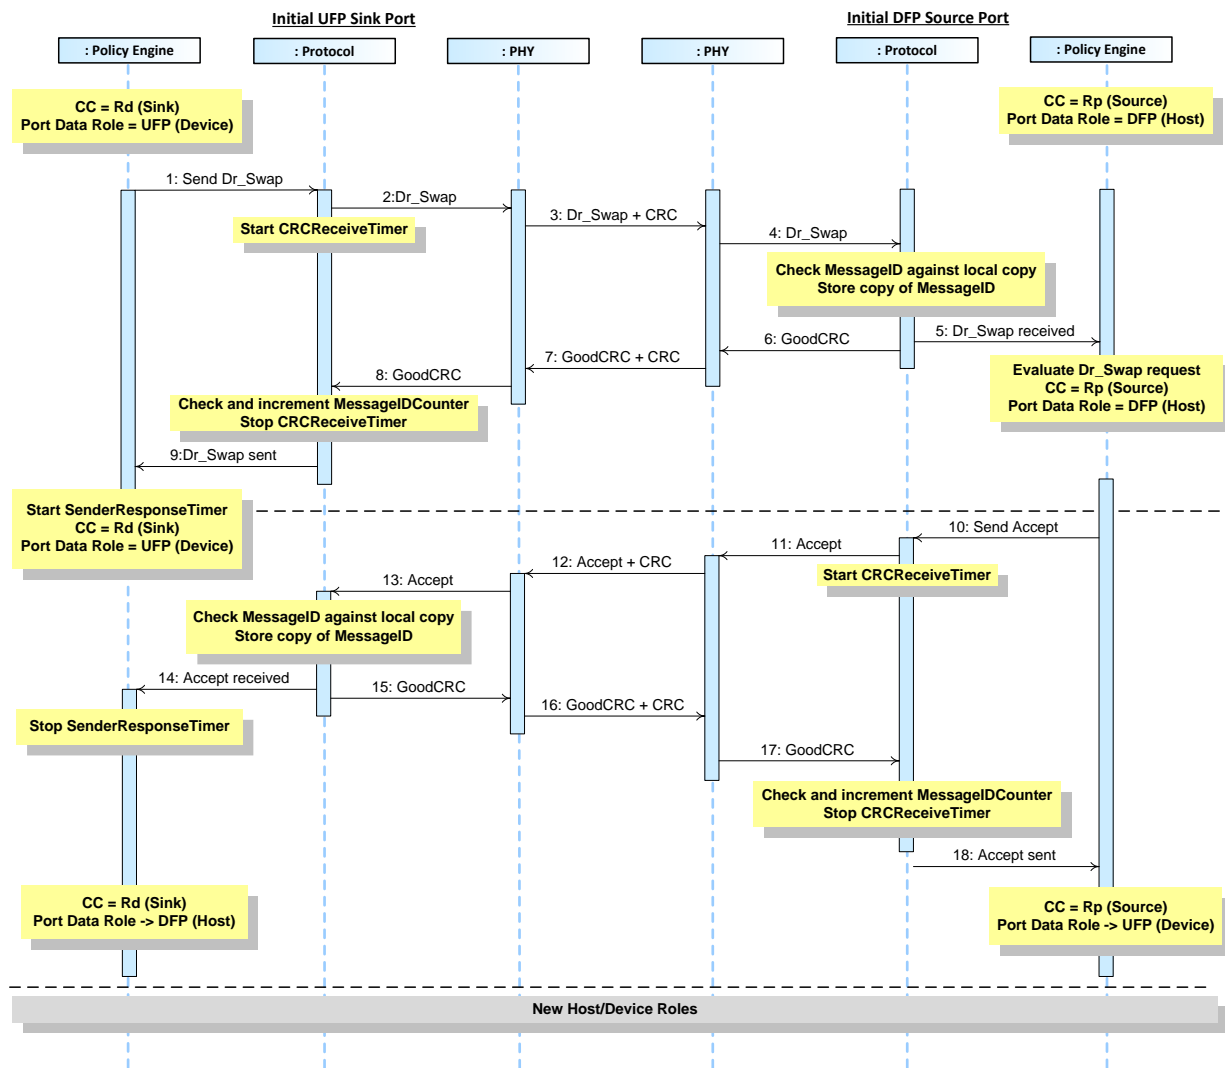 Initial UFP Sink Port
Initial DFP Source Port
: Policy Engine
: Protocol
: PHY
: PHY
: Protocol
: Policy Engine
CC = Rd (Sink)
Port Data Role = UFP (Device)
CC = Rp (Source)
Port Data Role = DFP (Host)
1: Send Dr_Swap
2:Dr_Swap
Start CRCReceiveTimer
3: Dr_Swap + CRC
4: Dr_Swap
Check MessageID against local copy
Store copy of MessageID
5: Dr_Swap received
6: GoodCRC
7: GoodCRC + CRC
8: GoodCRC
Evaluate Dr_Swap request
CC = Rp (Source)
Port Data Role = DFP (Host)
Check and increment MessageIDCounter
Stop CRCReceiveTimer
9:Dr_Swap sent
Start SenderResponseTimer
CC = Rd (Sink)
Port Data Role = UFP (Device)
10: Send Accept
11: Accept
Start CRCReceiveTimer
12: Accept + CRC
13: Accept
Check MessageID against local copy
Store copy of MessageID
14: Accept received
15: GoodCRC
Stop SenderResponseTimer
16: GoodCRC + CRC
17: GoodCRC
Check and increment MessageIDCounter
Stop CRCReceiveTimer
18: Accept sent
CC = Rd (Sink)
Port Data Role -> DFP (Host)
CC = Rp (Source)
Port Data Role -> UFP (Device)
New Host/Device Roles